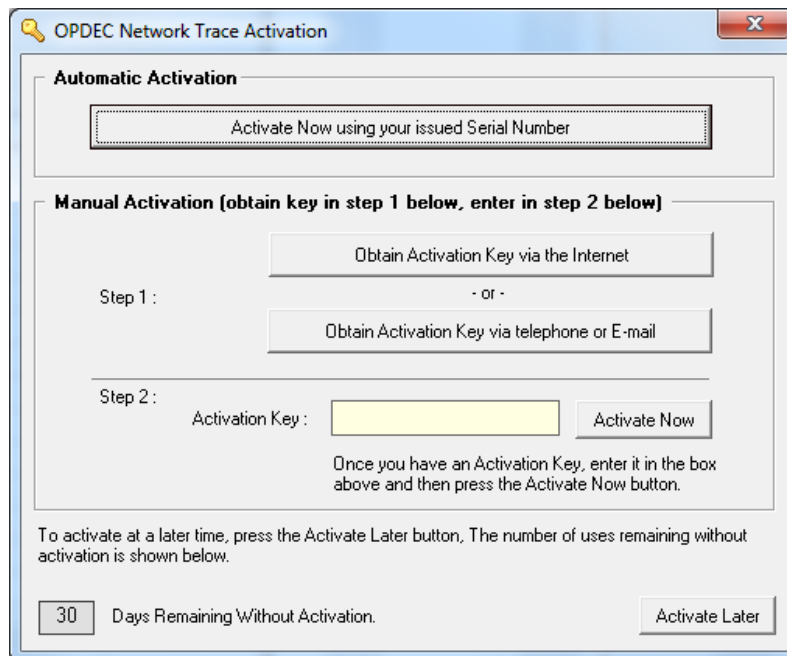 OPDEC Network Trace Activation
Automatic Activation
Activate Now using your issued Serial Number
Manual Activation (obtain key in step 1 below, enter in step 2 below)
Obtain Activation Key via the Internet
Step 1 :
- or -
Obtain Activation Key via telephone or E-mail
Step 2 :
Activation Key :
Activate Now
Once you have an Activation Key, enter it in the box
above and then press the Activate Now button.
To activate at a later time, press the Activate Later button, The number of uses remaining without
activation is shown below.
30 Days Remaining Without Activation.
Activate Later